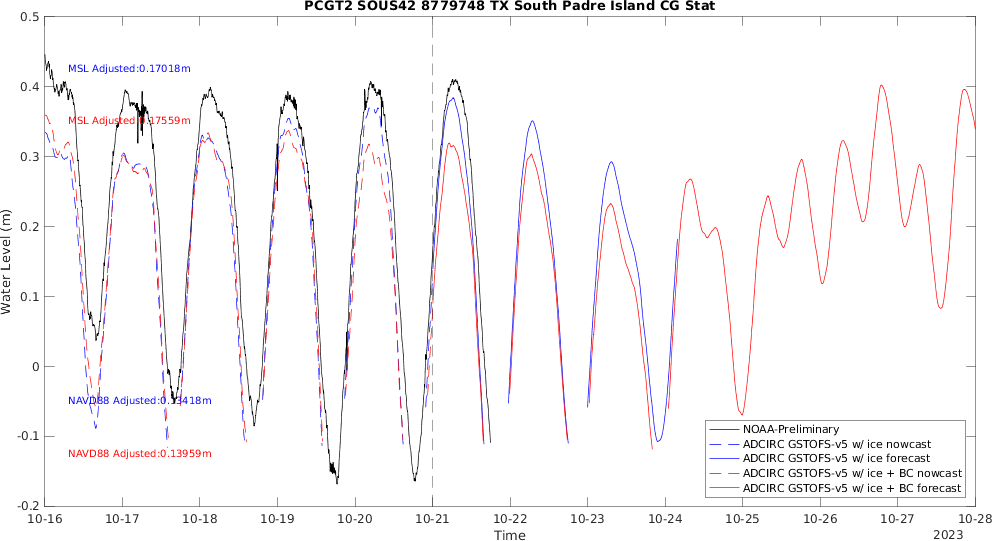 PCGT2 SOUS42 8779748 TX South Padre Island CG Stat
0.5
0.4
0.3
0.2
0.1
0
-0.1
-0.2
Water Level (m)
MSL Adjusted:0.17018m
MSL Adjusted:0.17559m
NAVD88 Adjusted:0.13418m
NAVD88 Adjusted:0.13959m
NOAA-Preliminary
ADCIRC GSTOFS-v5 w/ ice nowcast
ADCIRC GSTOFS-v5 w/ ice forecast
ADCIRC GSTOFS-v5 w/ ice + BC nowcast
ADCIRC GSTOFS-v5 w/ ice + BC forecast
10-16 10-17 10-18 10-19 10-20 10-21 10-22 10-23 10-24 10-25 10-26 10-27 10-28
Time
2023